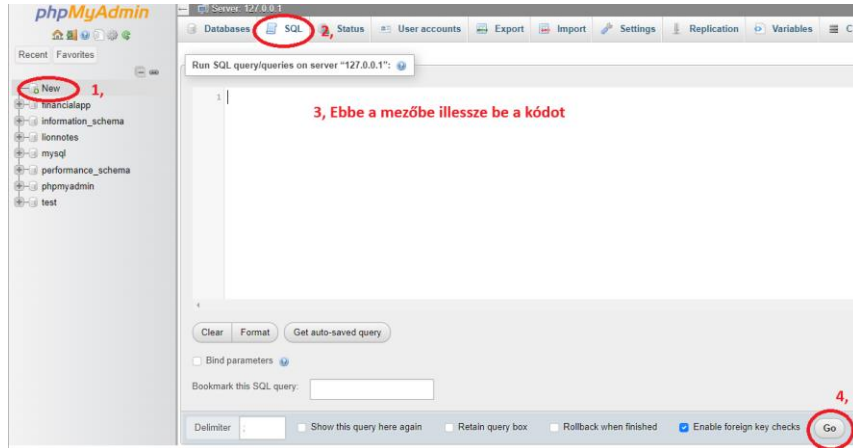 phpMyAdmin
Recent Favorites
New
1,
financialapp
information_schema
lionnotes
mysql
performance_schema
phpmyadmin
test
Server: 127.0.0.1
Databases SQL 2, Status User accounts Export Import Settings Replication Variables C
Run SQL query/queries on server "127.0.0.1":
1
3, Ebbe a mezőbe illessze be a kódot
Clear Format Get auto-saved query
Bind parameters
Bookmark this SQL query:
4,
Delimiter ; Show this query here again Retain query box Rollback when finished Enable foreign key checks Go